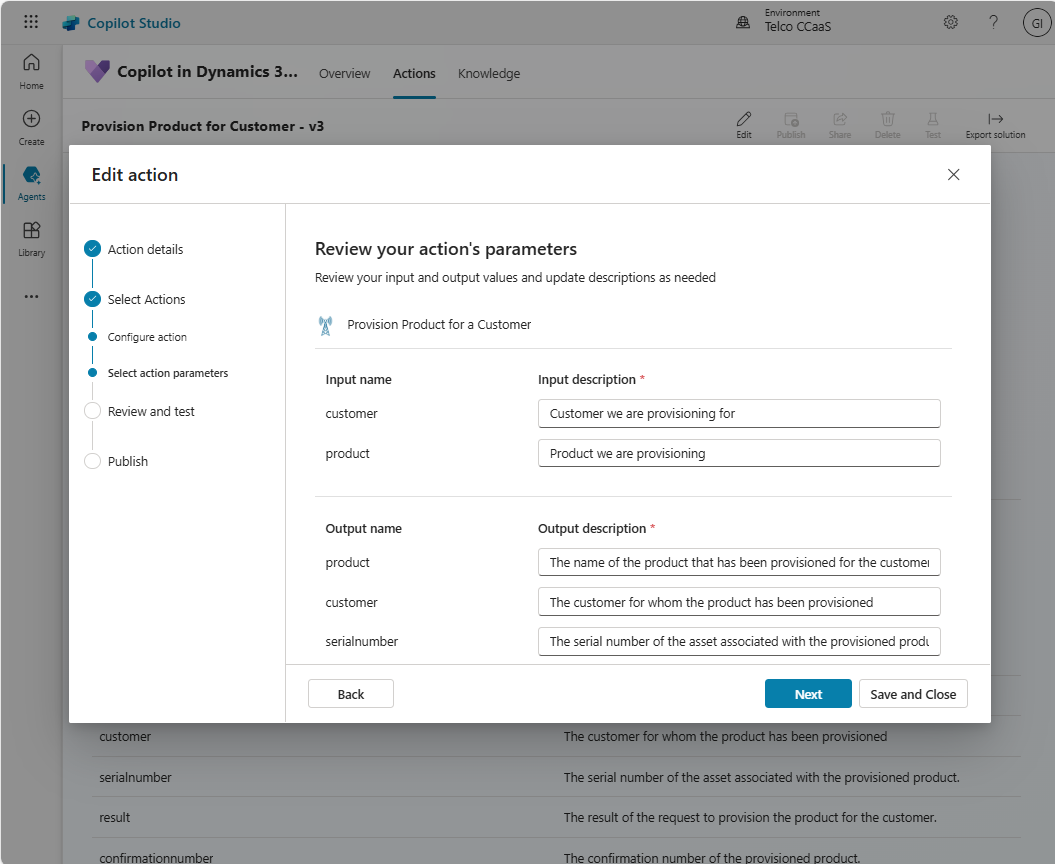 Copilot Studio
Environment
Telco CCaaS
?
GI
Home
Create
Agents
Library
Copilot in Dynamics 3...
Overview
Actions
Knowledge
Provision Product for Customer - v3
Edit
Publish
Share
Delete
Test
Export solution
Edit action
Action details
Select Actions
Configure action
Select action parameters
Review and test
Publish
Review your action's parameters
Review your input and output values and update descriptions as needed
Provision Product for a Customer
Input name
Input description *
customer
Customer we are provisioning for
product
Product we are provisioning
Output name
Output description *
product
The name of the product that has been provisioned for the customer
customer
The customer for whom the product has been provisioned
serialnumber
The serial number of the asset associated with the provisioned produ
Back
Next
Save and Close
customer
The customer for whom the product has been provisioned
serialnumber
The serial number of the asset associated with the provisioned product.
result
The result of the request to provision the product for the customer.
confirmationnumber
The confirmation number of the provisioned product.